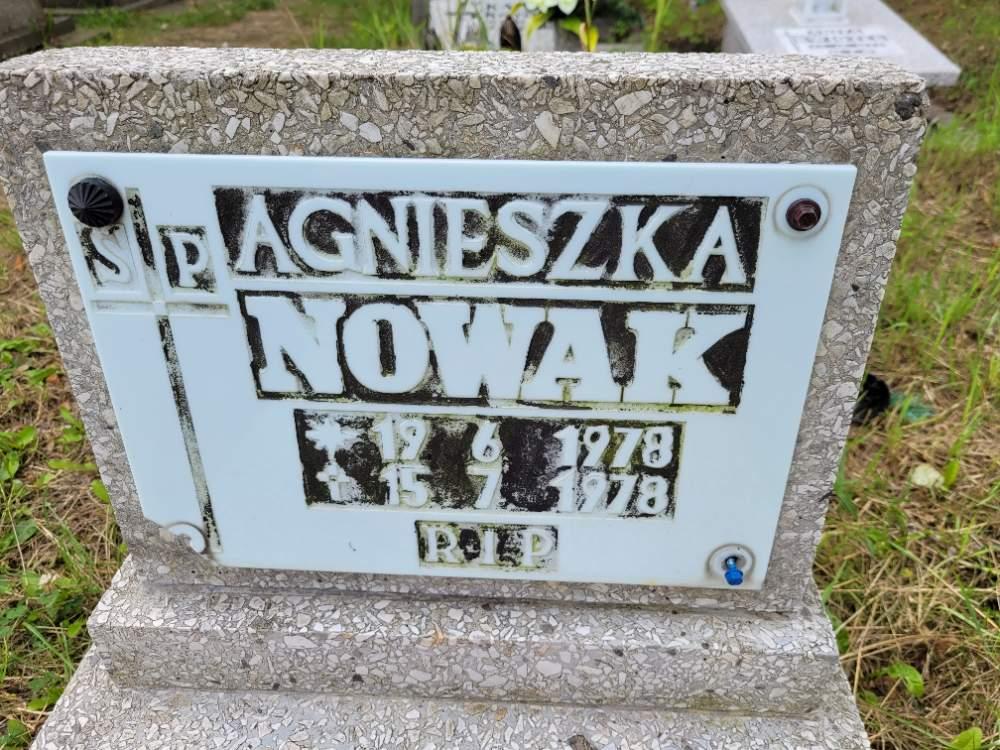 S P
AGNIESZKA
NOWAK
* 19 6 1978
✝ 15 7 1978
R.I.P